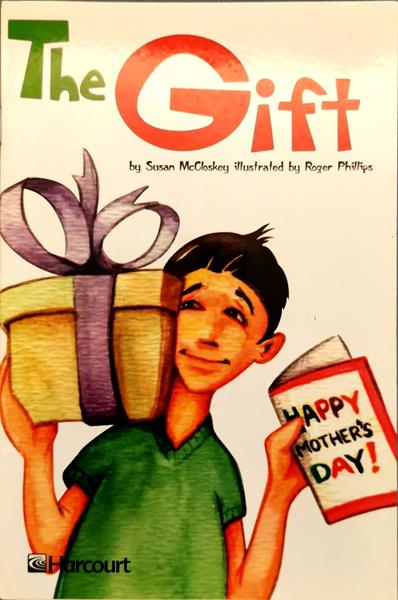 The
Gift
by Susan McCloskey illustrated by Roger Phillips
HAPPY
MOTHER'S
DAY!
Harcourt